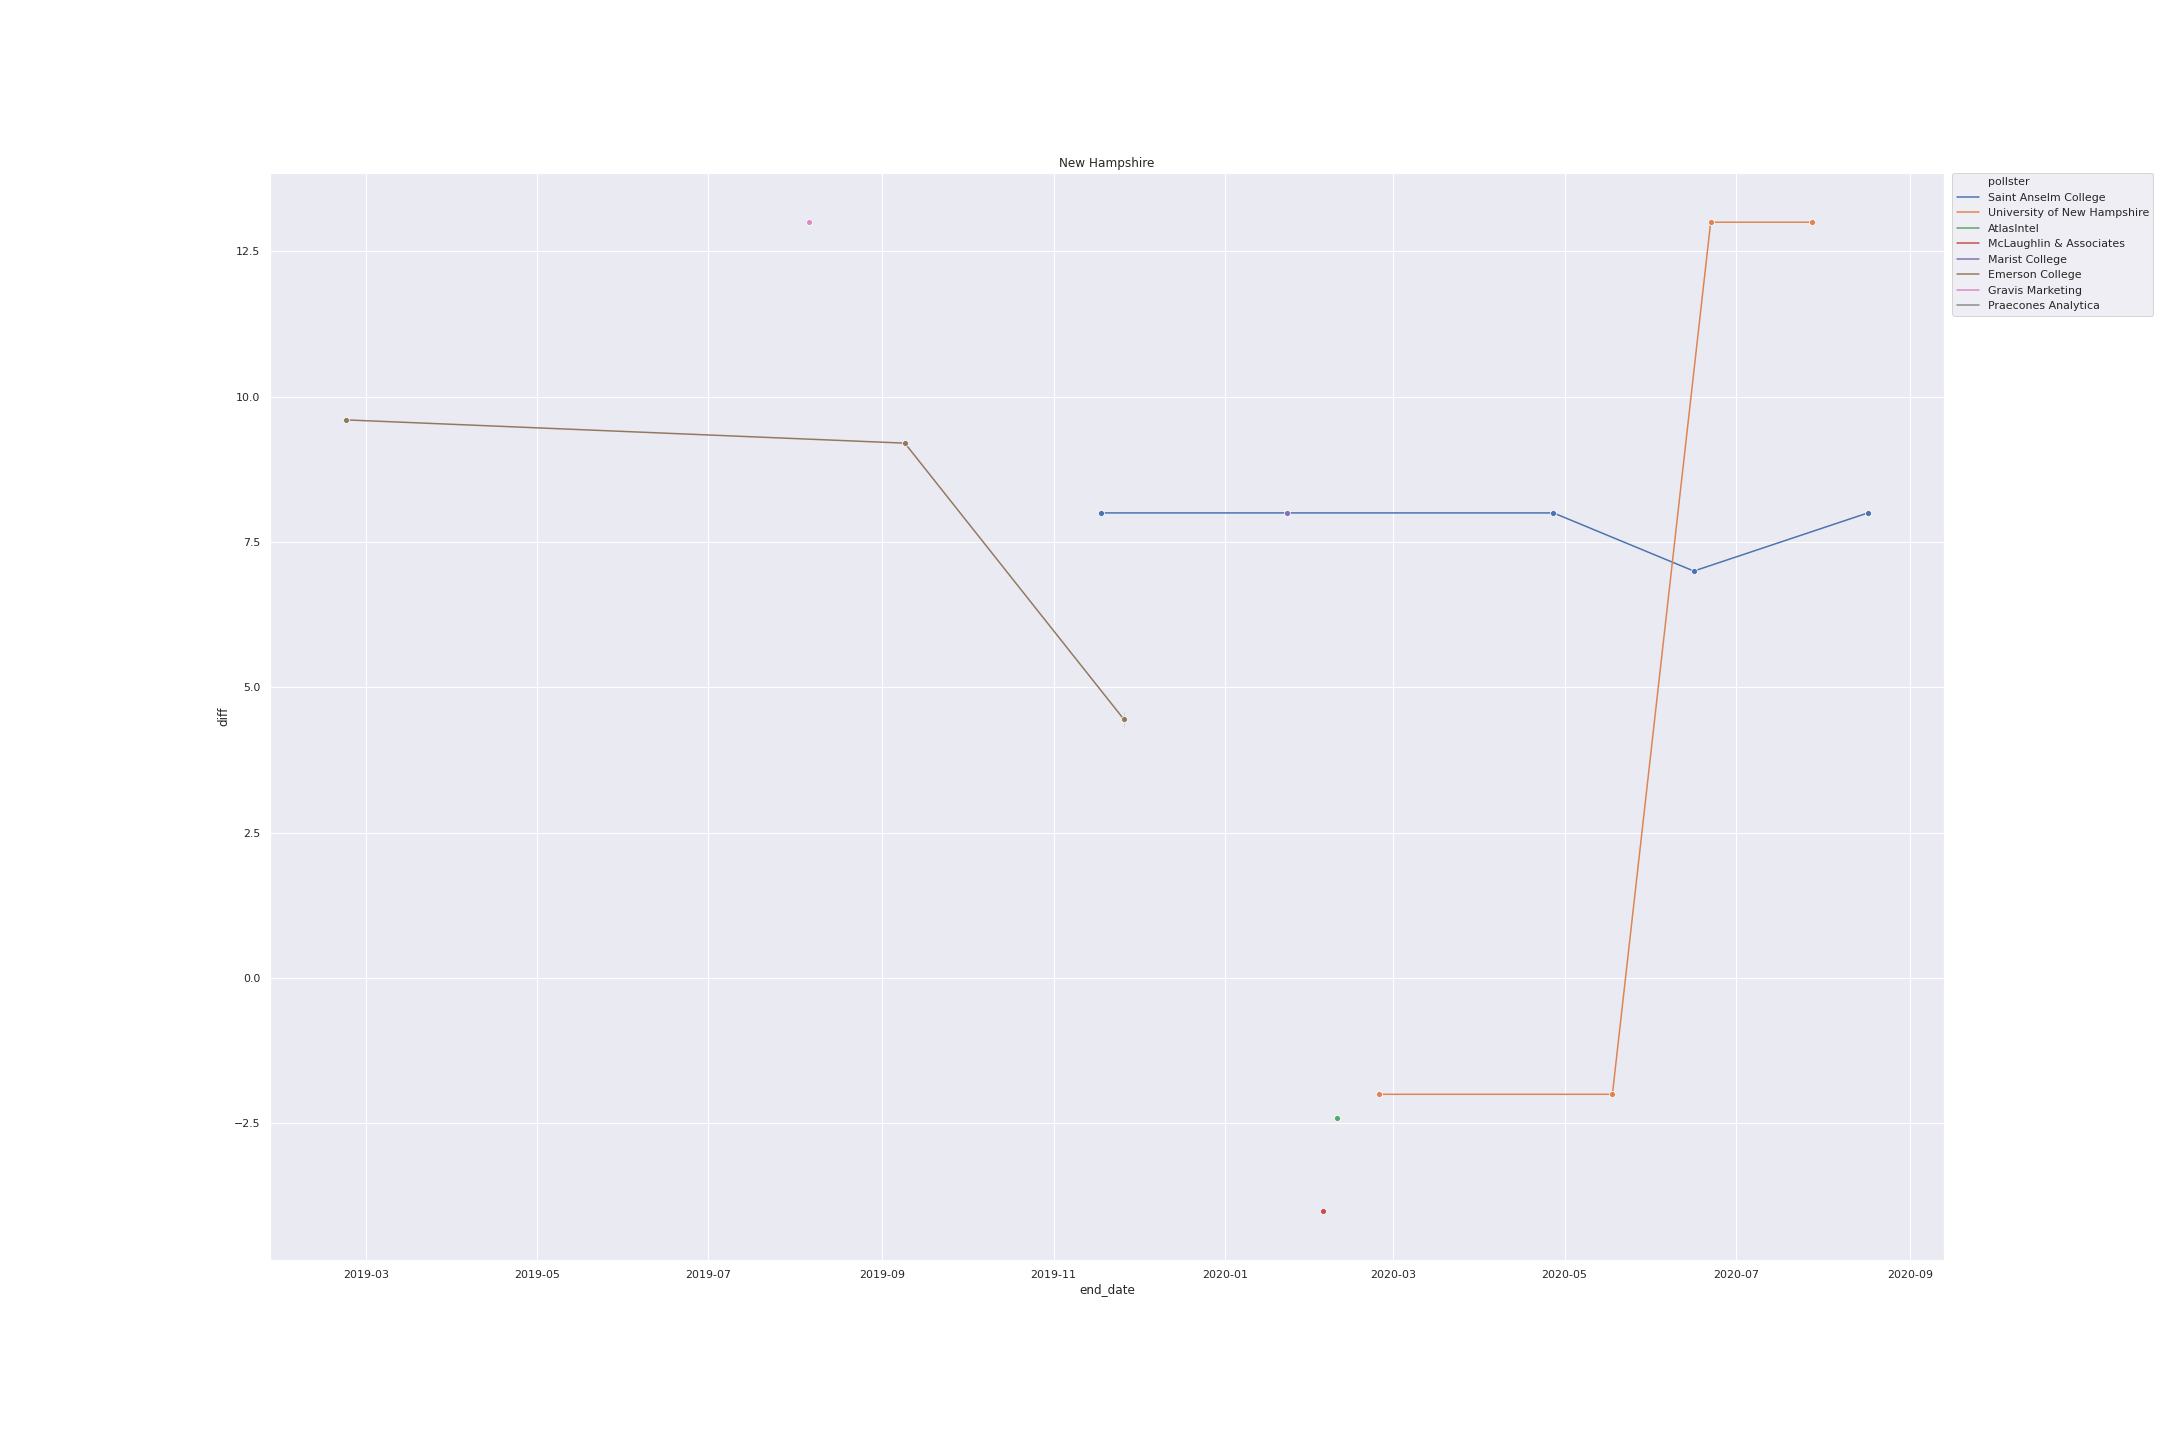 New Hampshire
pollster
Saint Anselm College
University of New Hampshire
AtlasIntel
McLaughlin & Associates
Marist College
Emerson College
Gravis Marketing
Praecones Analytica
12.5
10.0
7.5
5.0
2.5
0.0
−2.5
diff
2019-03 2019-05 2019-07 2019-09 2019-11 2020-01 2020-03 2020-05 2020-07 2020-09
end_date